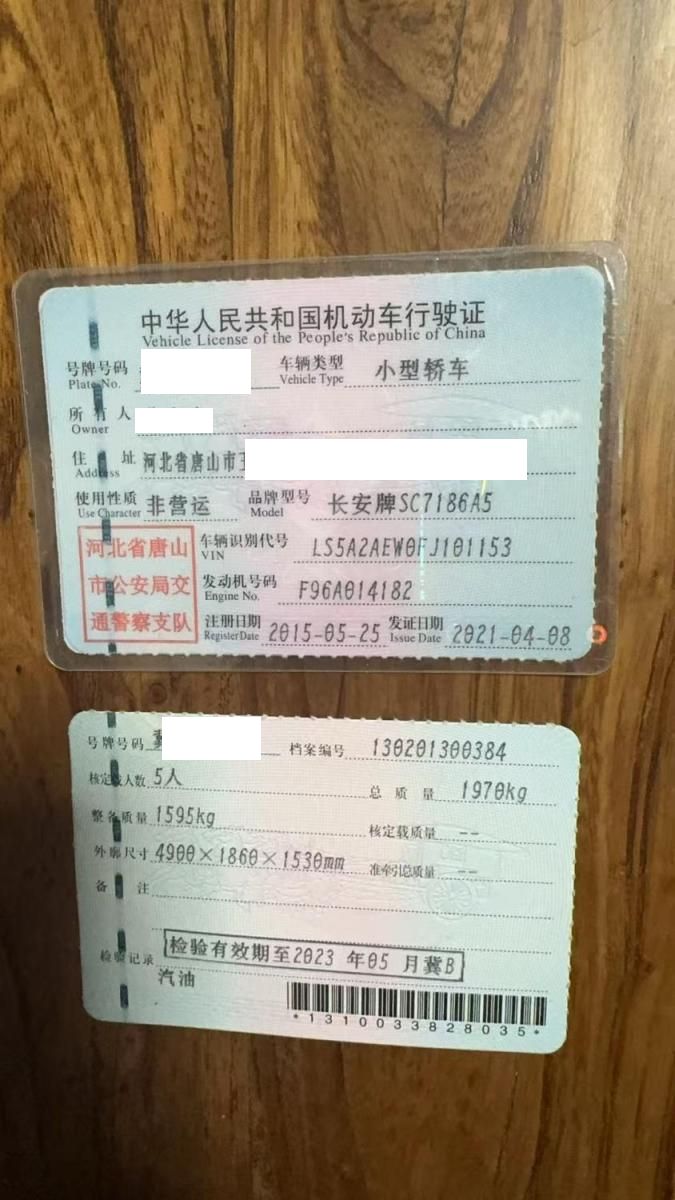 中华人民共和国机动车行驶证
Vehicle License of the People's Republic of China
号牌号码 车辆类型 小型轿车
Plate No. Vehicle Type
所有人
Owner
住址 河北省唐山市
Address
使用性质 非营运 品牌型号 长安牌SC7186A5
Use Character Model
河北省唐山
市公安局交
通警察支队
车辆识别代号 LS5A2AEW0FJ101153
VIN
发动机号码 F96A014182
Engine No.
注册日期 2015-05-25 发证日期 2021-04-08
Register Date Issue Date
号牌号码 档案编号 130201300384
核定载人数 5人 总质量 1970kg
整备质量 1595kg 核定载质量 --
外廓尺寸 4900×1860×1530mm 准牵引总质量 --
备注
检验记录 检验有效期至2023年05月冀B
汽油
*1310033828035*